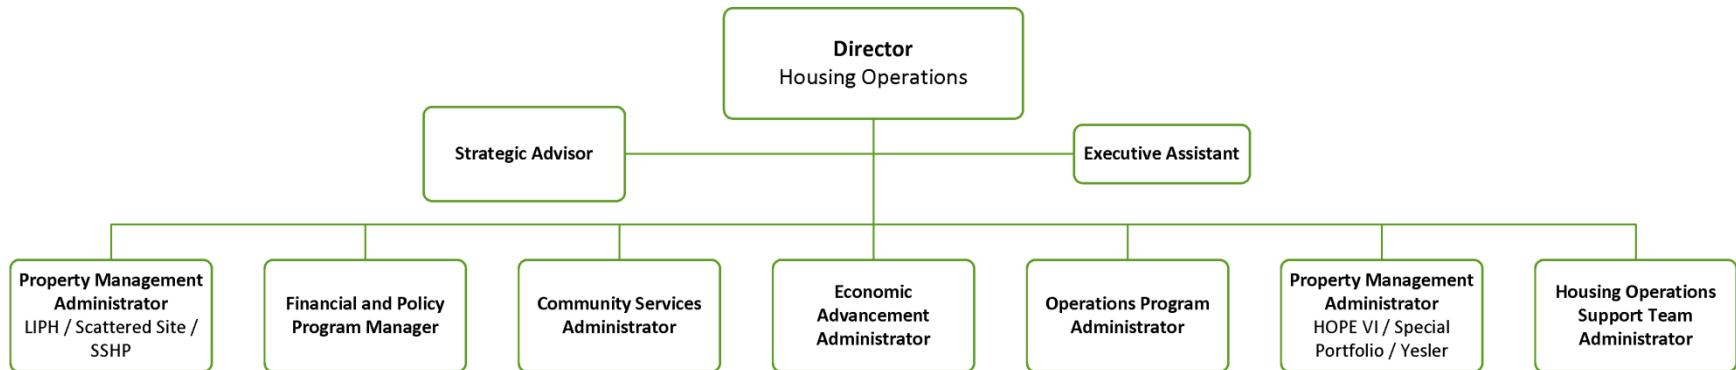 Director
Housing Operations
Strategic Advisor
Executive Assistant
Property Management
Administrator
LIPH / Scattered Site /
SSHP
Financial and Policy
Program Manager
Community Services
Administrator
Economic
Advancement
Administrator
Operations Program
Administrator
Property Management
Administrator
HOPE VI / Special
Portfolio / Yesler
Housing Operations
Support Team
Administrator